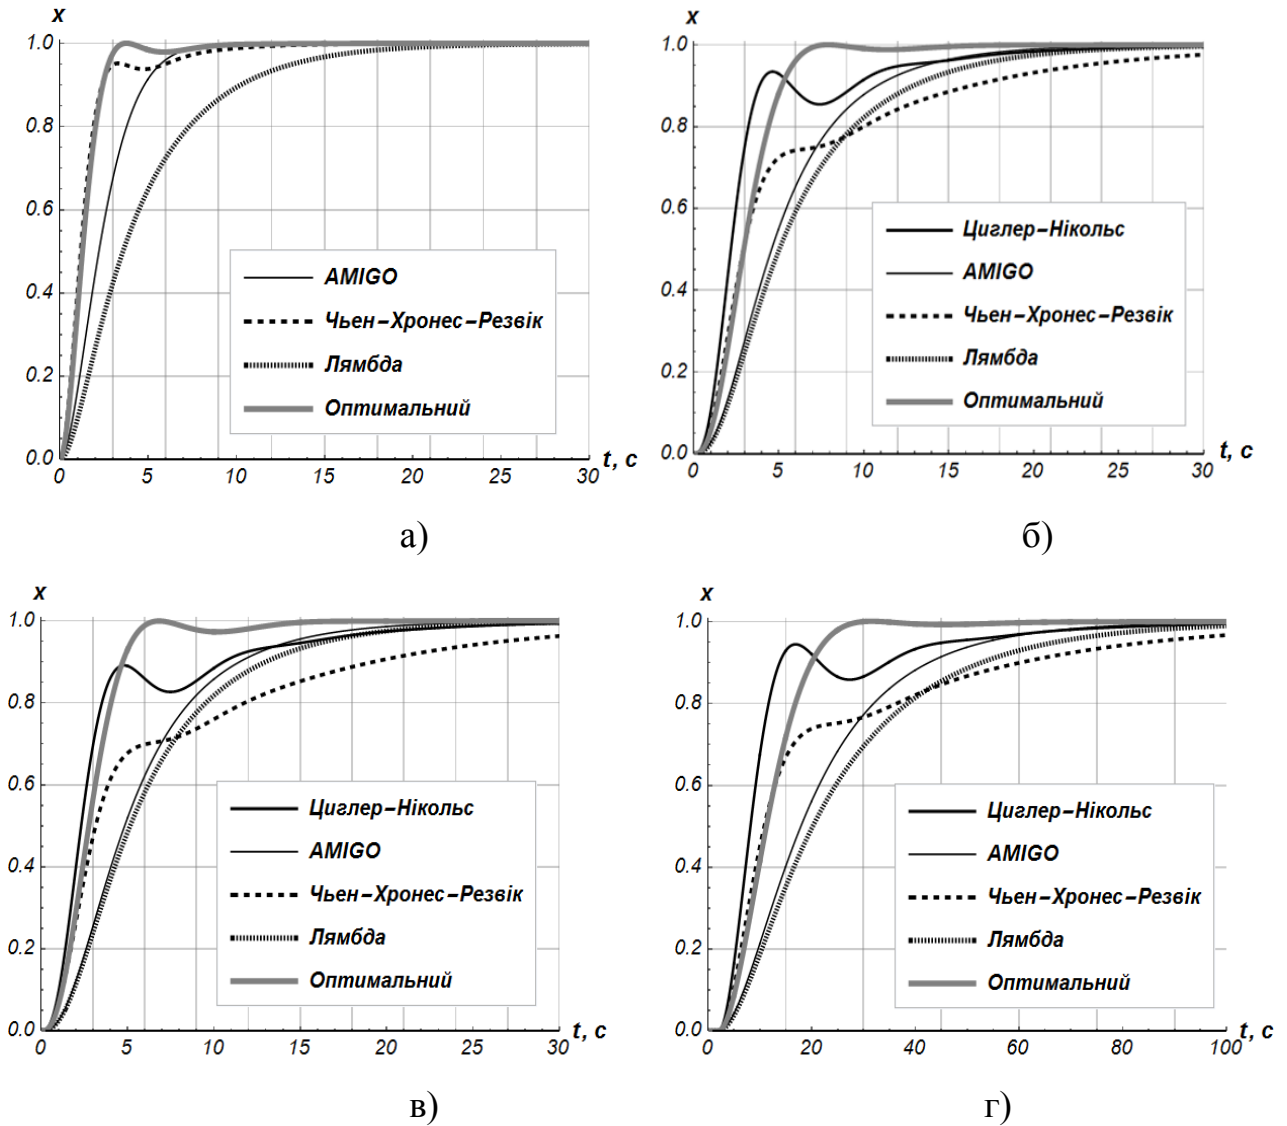 x
1.0
0.8
0.6
0.4
0.2
0.0
AMIGO
Чьен-Хронес-Резвік
Лямбда
Оптимальний
0 5 10 15 20 25 30
t, с
а)
x
1.0
0.8
0.6
0.4
0.2
0.0
Циглер-Нікольс
AMIGO
Чьен-Хронес-Резвік
Лямбда
Оптимальний
0 5 10 15 20 25 30
t, с
б)
x
1.0
0.8
0.6
0.4
0.2
0.0
Циглер-Нікольс
AMIGO
Чьен-Хронес-Резвік
Лямбда
Оптимальний
0 5 10 15 20 25 30
t, с
в)
x
1.0
0.8
0.6
0.4
0.2
0.0
Циглер-Нікольс
AMIGO
Чьен-Хронес-Резвік
Лямбда
Оптимальний
0 20 40 60 80 100
t, с
г)